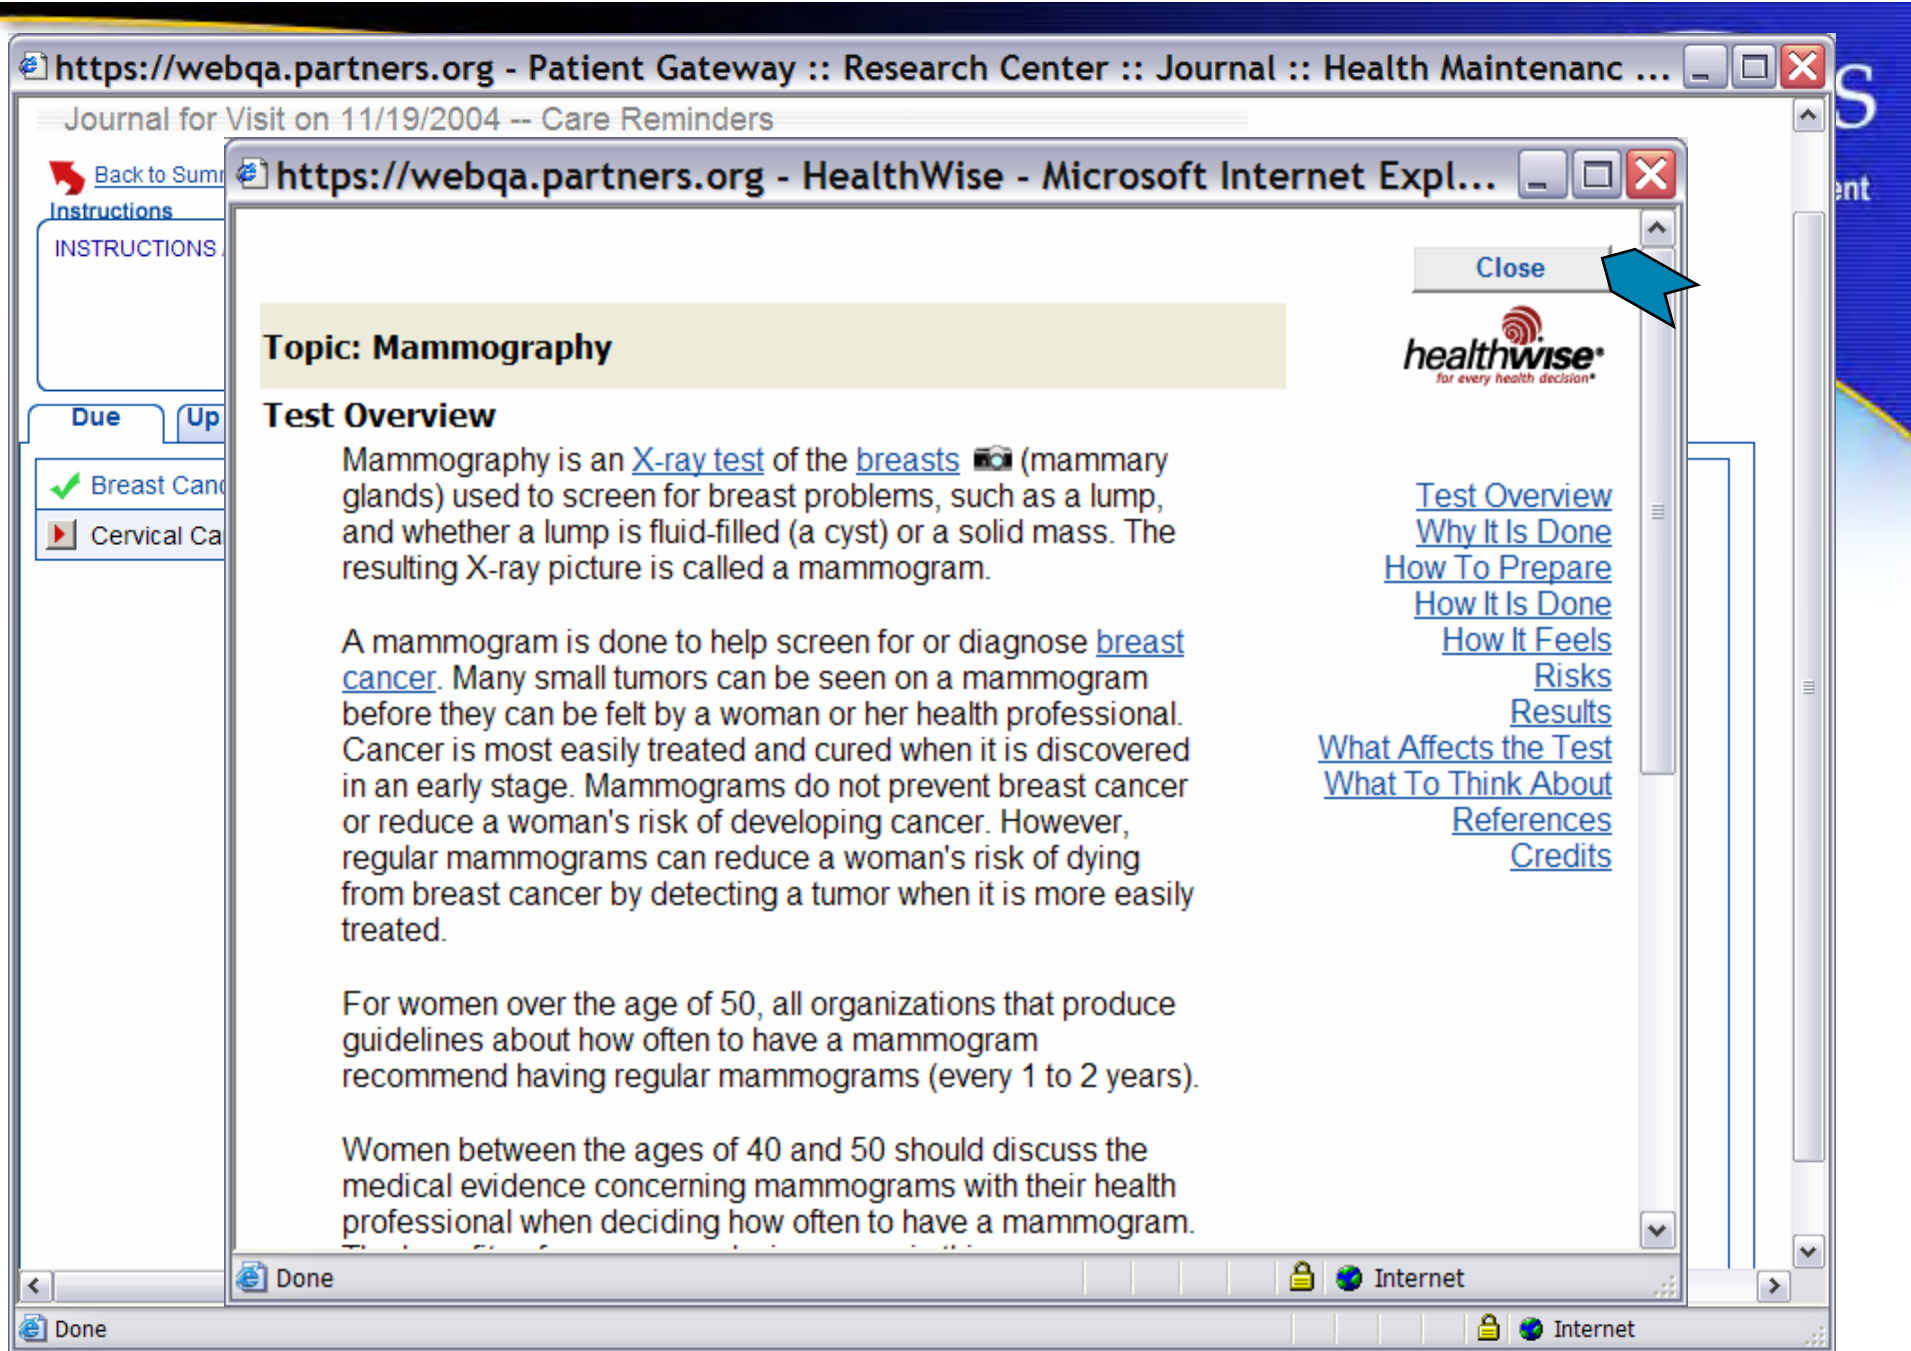 https://webqa.partners.org - Patient Gateway :: Research Center :: Journal :: Health Maintenanc ...
S
Journal for Visit on 11/19/2004 -- Care Reminders
Back to
https://webqa.partners.org - HealthWise - Microsoft Internet Expl...
Instructions
INSTRUCTIONS
Close
Topic: Mammography
healthwise®
for every health decision®
Due
Up
Test Overview
Mammography is an X-ray test of the breasts (mammary
glands) used to screen for breast problems, such as a lump,
and whether a lump is fluid-filled (a cyst) or a solid mass. The
resulting X-ray picture is called a mammogram.
Breast
Cervical
A mammogram is done to help screen for or diagnose breast
cancer. Many small tumors can be seen on a mammogram
before they can be felt by a woman or her health professional.
Cancer is most easily treated and cured when it is discovered
in an early stage. Mammograms do not prevent breast cancer
or reduce a woman's risk of developing cancer. However,
regular mammograms can reduce a woman's risk of dying
from breast cancer by detecting a tumor when it is more easily
treated.
For women over the age of 50, all organizations that produce
guidelines about how often to have a mammogram
recommend having regular mammograms (every 1 to 2 years).
Women between the ages of 40 and 50 should discuss the
medical evidence concerning mammograms with their health
professional when deciding how often to have a mammogram.
Test Overview
Why It Is Done
How To Prepare
How It Is Done
How It Feels
Risks
Results
What Affects the Test
What To Think About
References
Credits
Done
Internet
Done
Internet